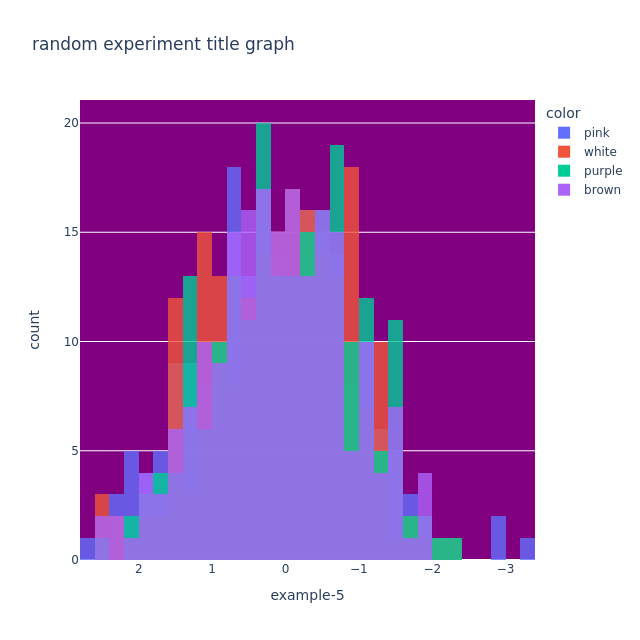 random experiment title graph
color
pink
white
purple
brown
count
20
15
10
5
0
2
1
0
−1
−2
−3
example-5